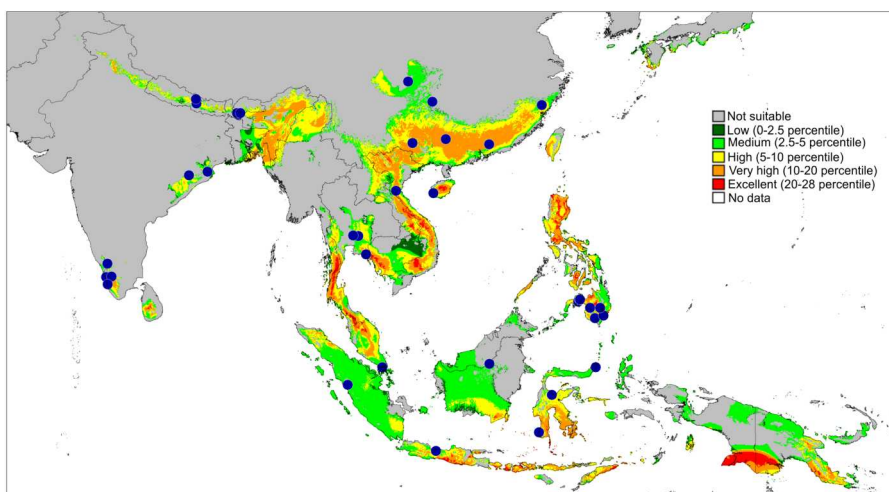 Not suitable
Low (0-2.5 percentile)
Medium (2.5-5 percentile)
High (5-10 percentile)
Very high (10-20 percentile)
Excellent (20-28 percentile)
No data